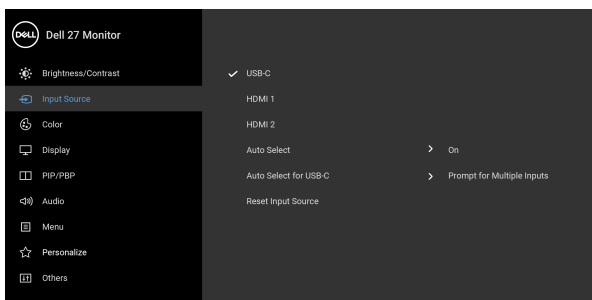 DELL Dell 27 Monitor
Brightness/Contrast USB-C
Input Source HDMI 1
Color HDMI 2
Display Auto Select On
PIP/PBP Auto Select for USB-C Prompt for Multiple Inputs
Audio Reset Input Source
Menu
Personalize
Others